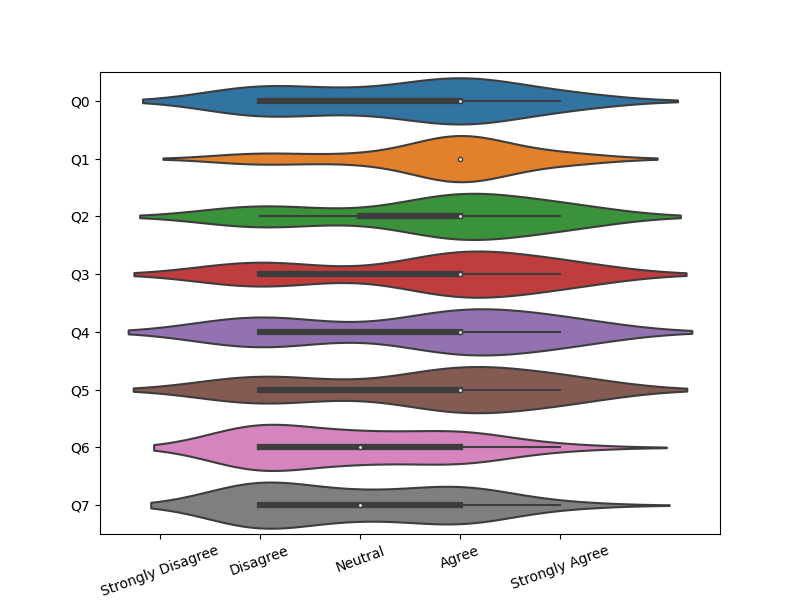 Q0
Q1
Q2
Q3
Q4
Q5
Q6
Q7
Strongly Disagree
Disagree
Neutral
Agree
Strongly Agree